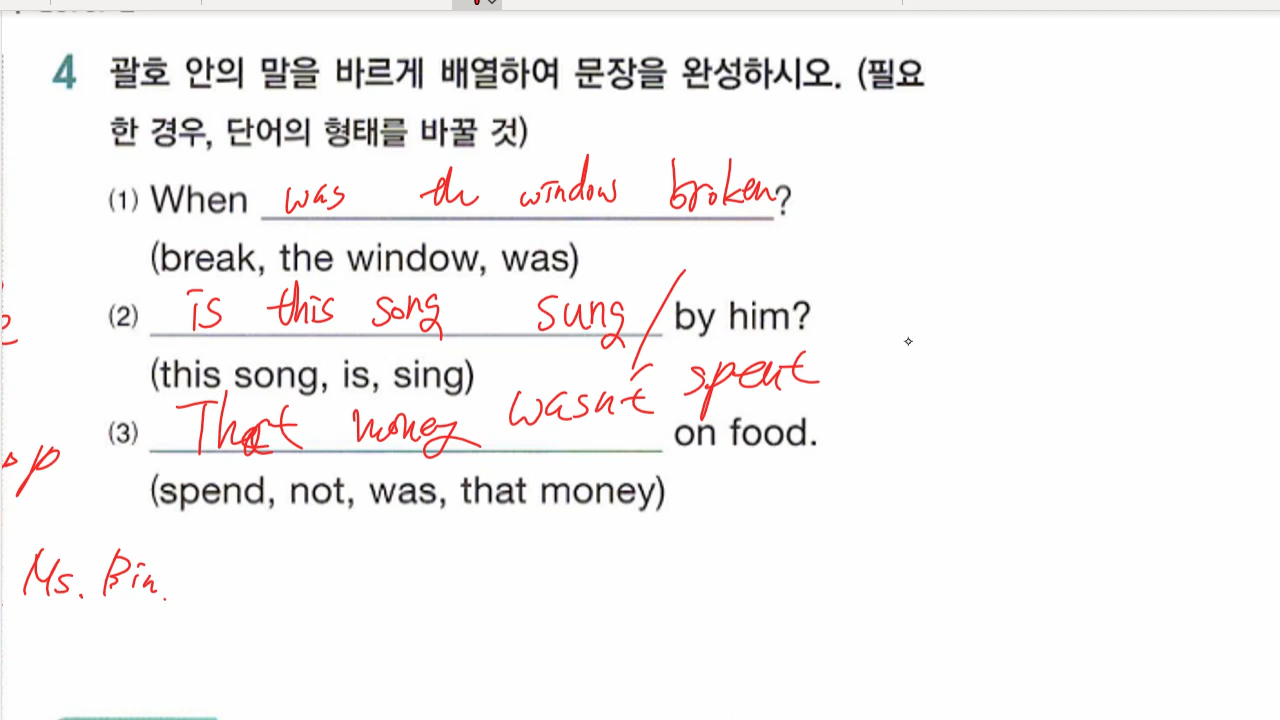 4 괄호 안의 말을 바르게 배열하여 문장을 완성하시오. (필요
한 경우, 단어의 형태를 바꿀 것)
(1) When was the window broken?
(break, the window, was)
(2) is this song sung / by him?
(this song, is, sing)
(3) That money wasn't spent on food.
(spend, not, was, that money)
Ms. Bin.